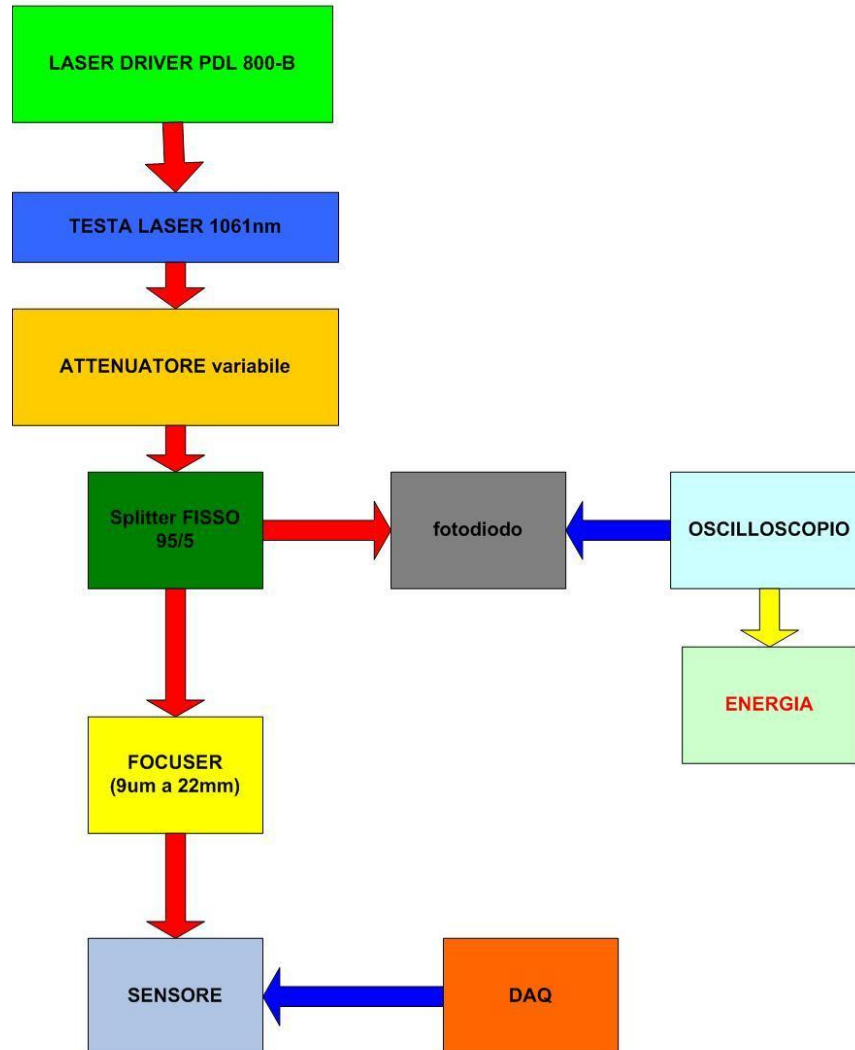 LASER DRIVER PDL 800-B
TESTA LASER 1061nm
ATTENUATORE variabile
Splitter FISSO
95/5
fotodiodo
OSCILLOSCOPIO
ENERGIA
FOCUSER
(9um a 22mm)
SENSORE
DAQ